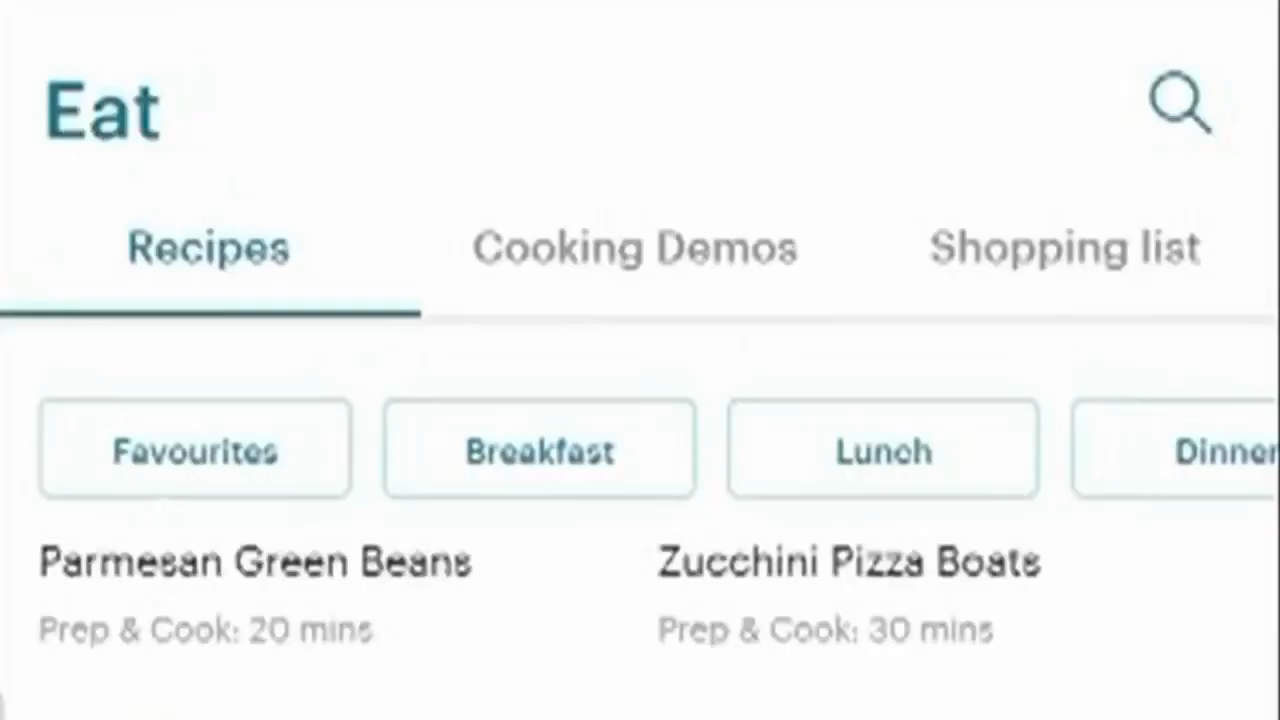 Eat
Recipes Cooking Demos Shopping list
Favourites Breakfast Lunch Dinner
Parmesan Green Beans Zucchini Pizza Boats
Prep & Cook: 20 mins Prep & Cook: 30 mins